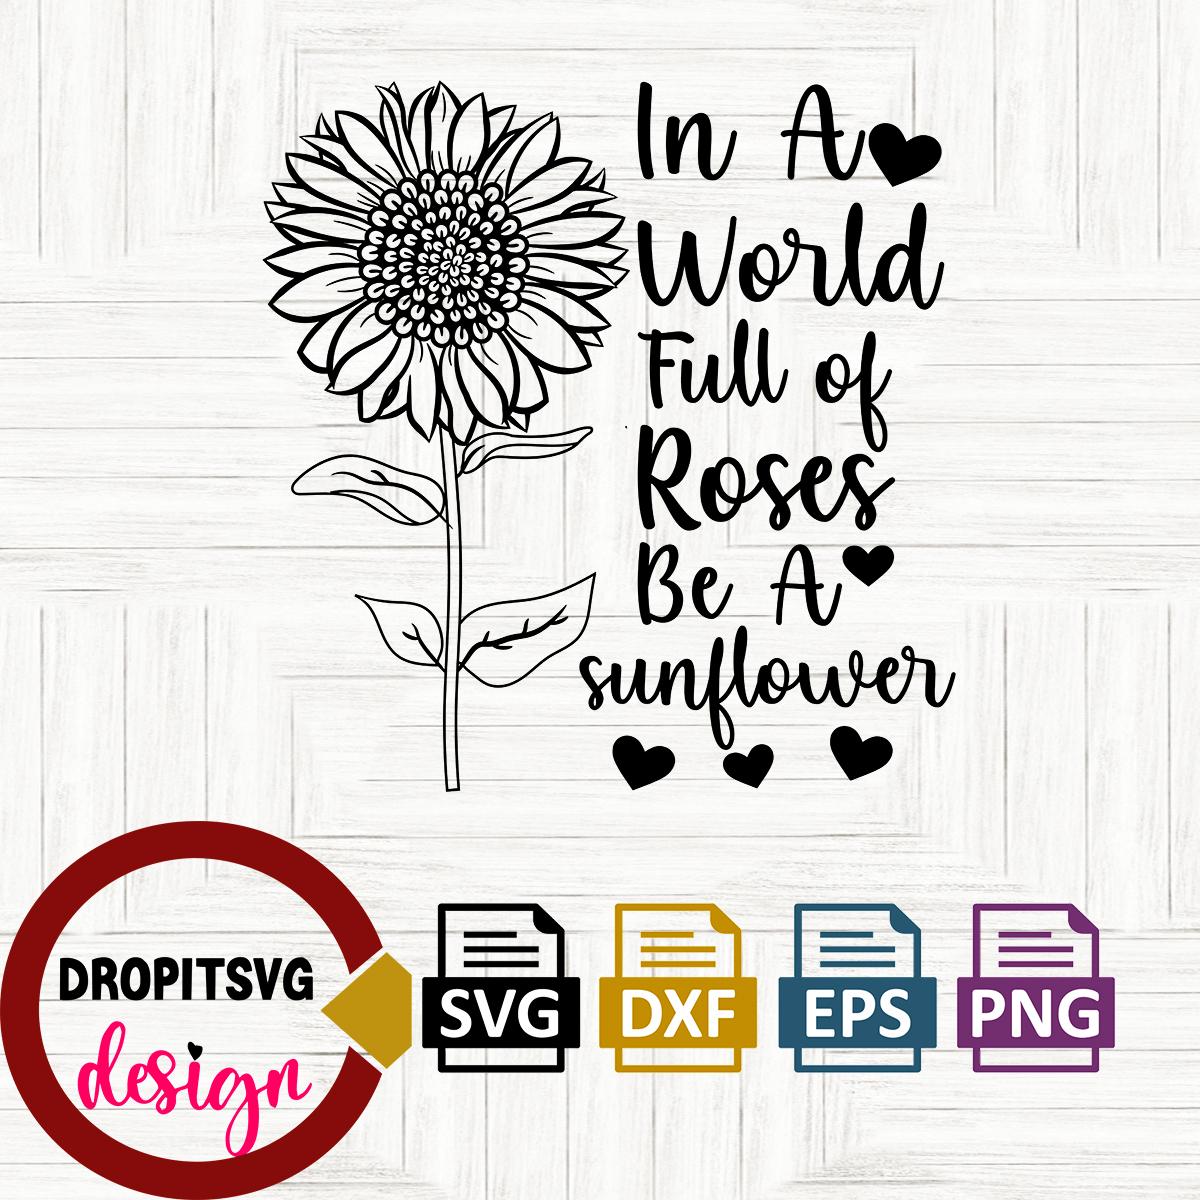 In A
World
Full of
Roses
Be A
sunflower
DROPITSVG
design
SVG
DXF
EPS
PNG